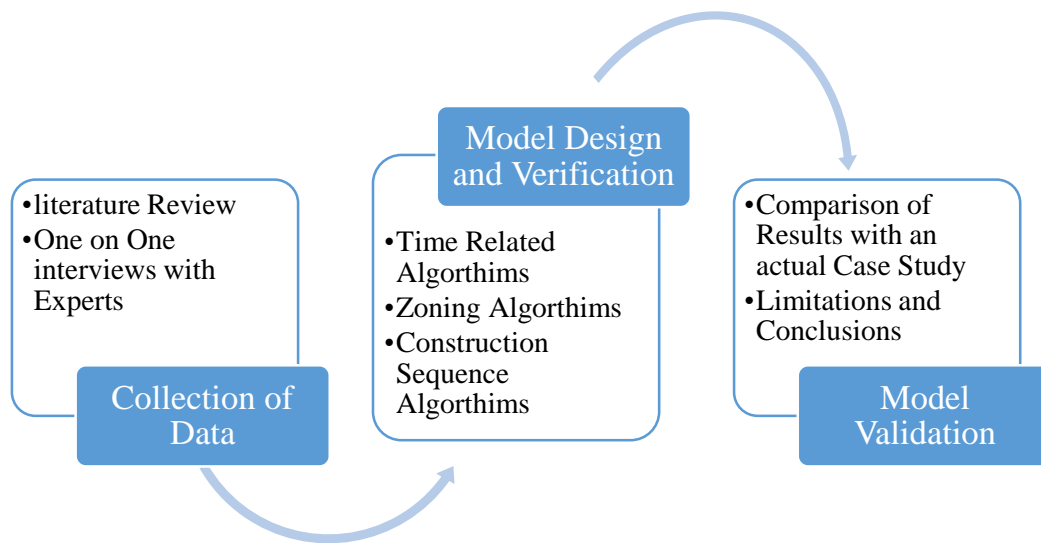 •literature Review
•One on One
interviews with
Experts
Collection of
Data
Model Design
and Verification
•Time Related
Algorthims
•Zoning Algorthims
•Construction
Sequence
Algorthims
•Comparison of
Results with an
actual Case Study
•Limitations and
Conclusions
Model
Validation